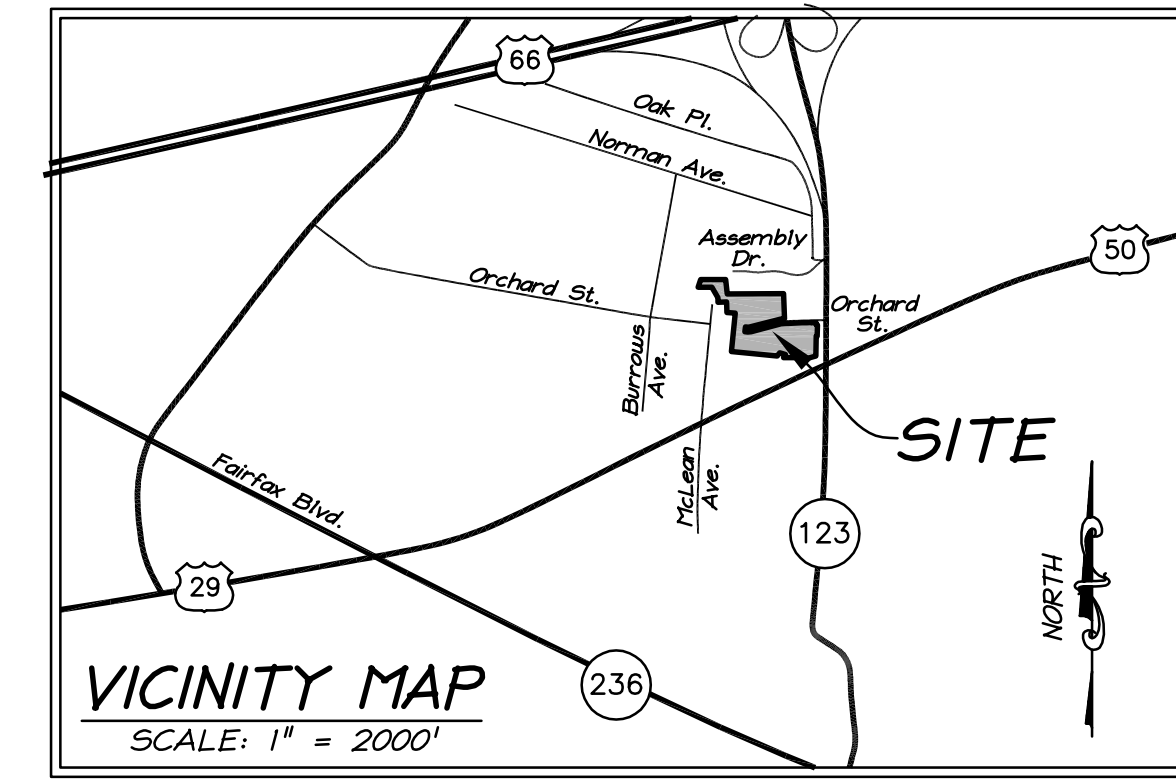 66
Oak Pl.
Norman Ave.
Assembly
Dr.
50
Orchard St.
Orchard
St.
Burrows
Ave.
SITE
Fairfax Blvd.
McLean
Ave.
123
NORTH
29
236
VICINITY MAP
SCALE: 1" = 2000'